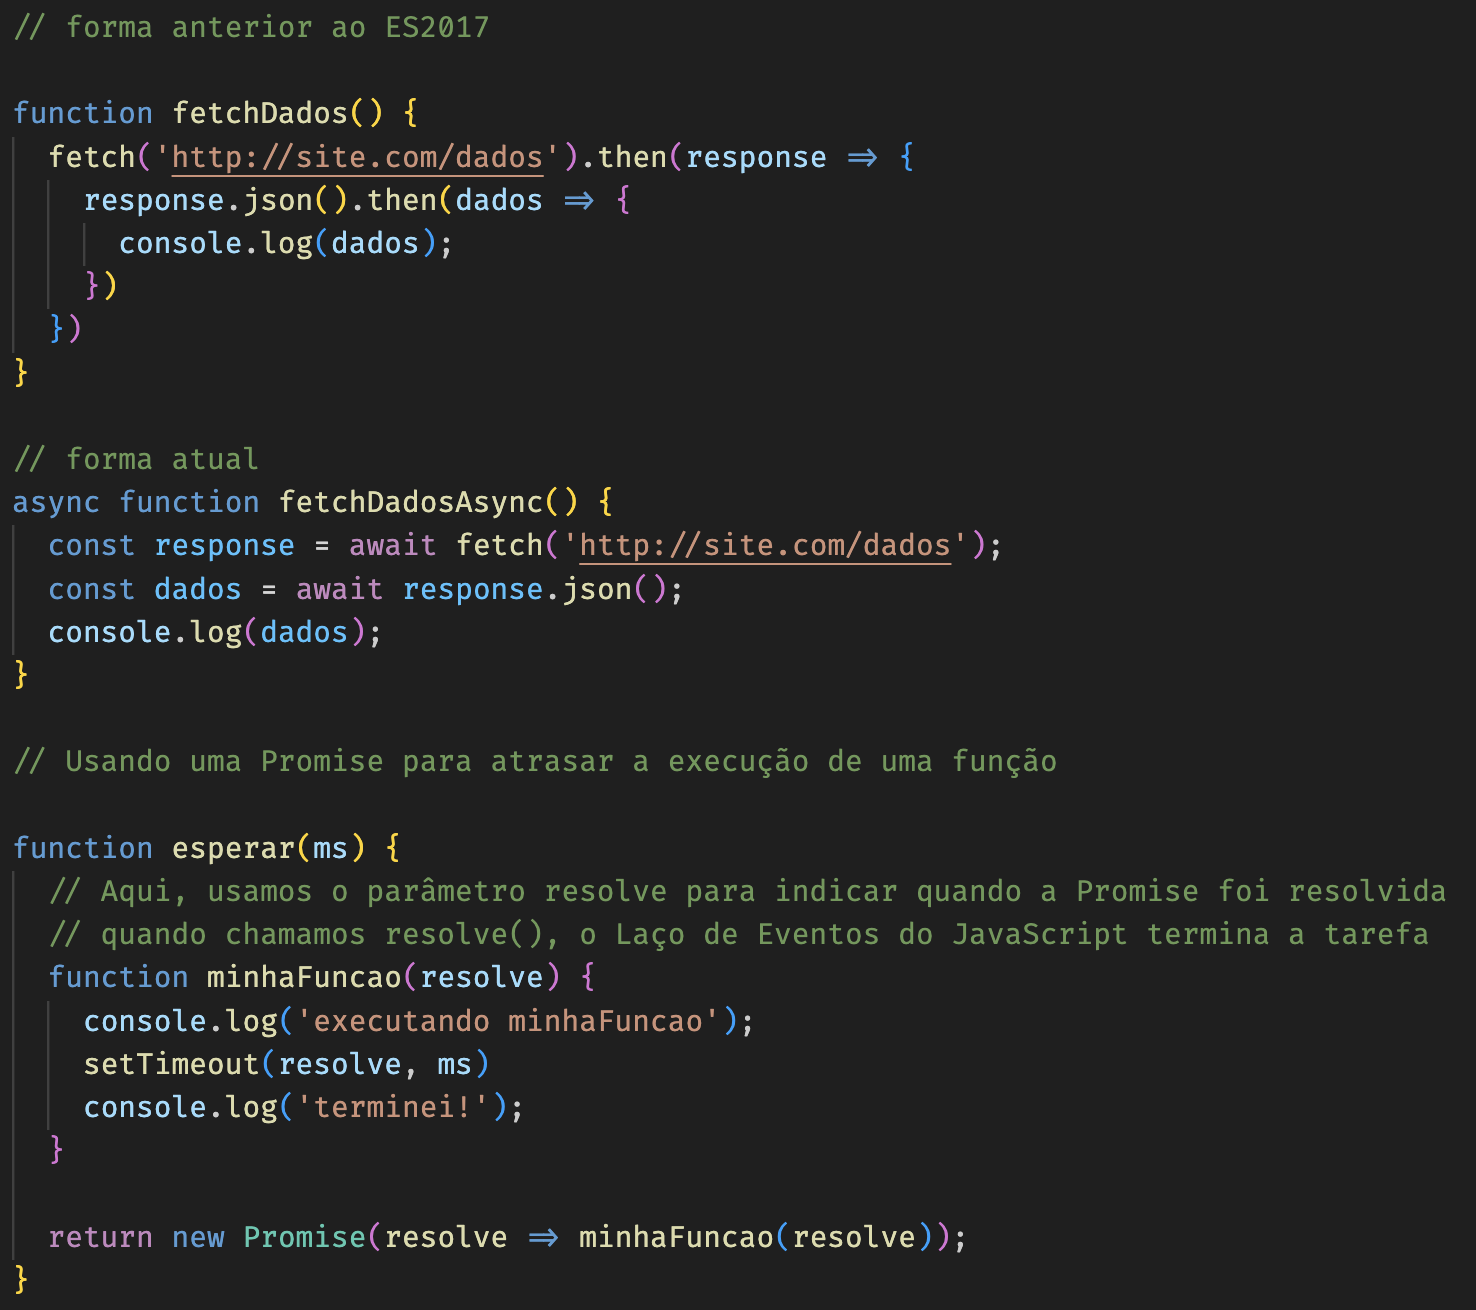 // forma anterior ao ES2017
function fetchDados() {
  fetch('http://site.com/dados').then(response => {
    response.json().then(dados => {
      console.log(dados);
    })
  })
}
// forma atual
async function fetchDadosAsync() {
  const response = await fetch('http://site.com/dados');
  const dados = await response.json();
  console.log(dados);
}
// Usando uma Promise para atrasar a execução de uma função
function esperar(ms) {
  // Aqui, usamos o parâmetro resolve para indicar quando a Promise foi resolvida
  // quando chamamos resolve(), o Laço de Eventos do JavaScript termina a tarefa
  function minhaFuncao(resolve) {
    console.log('executando minhaFuncao');
    setTimeout(resolve, ms)
    console.log('terminei!');
  }
  return new Promise(resolve => minhaFuncao(resolve));
}